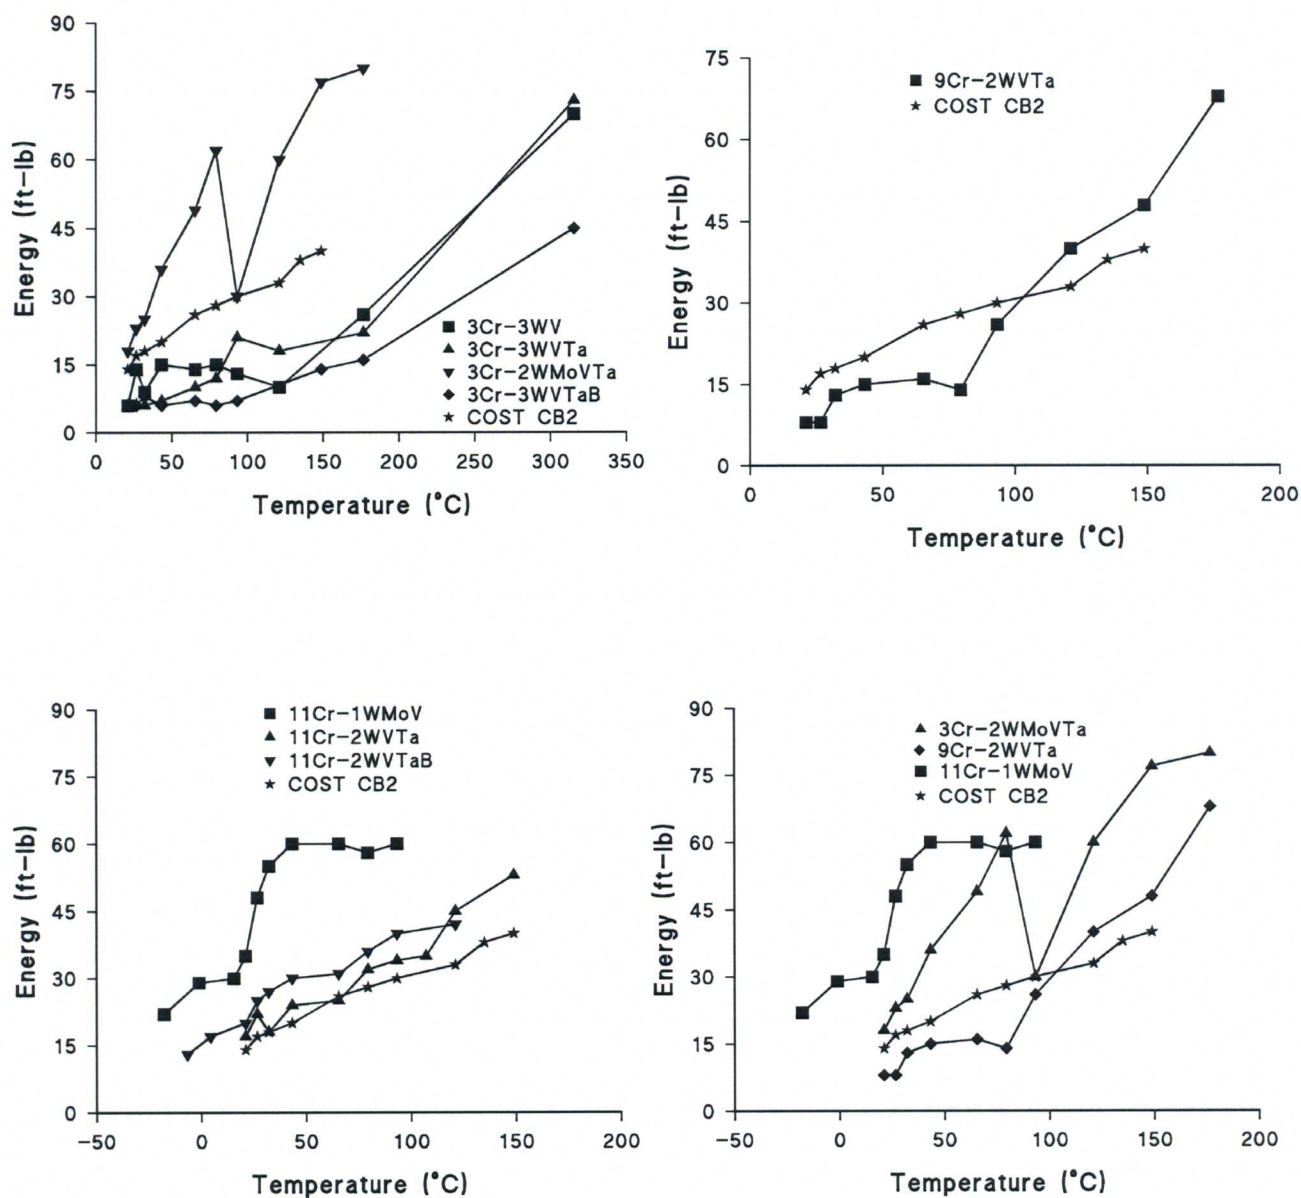 90
75
60
45
30
15
0
Energy (ft-lb)
3Cr-3WV
3Cr-3WVTa
3Cr-2WMoVTa
3Cr-3WVTaB
COST CB2
0 50 100 150 200 250 300 350
Temperature (°C)
75
60
45
30
15
0
Energy (ft-lb)
9Cr-2WVTa
COST CB2
0 50 100 150 200
Temperature (°C)
90
75
60
45
30
15
0
Energy (ft-lb)
11Cr-1WMoV
11Cr-2WVTa
11Cr-2WVTaB
COST CB2
-50 0 50 100 150 200
Temperature (°C)
90
75
60
45
30
15
0
Energy (ft-lb)
3Cr-2WMoVTa
9Cr-2WVTa
11Cr-1WMoV
COST CB2
-50 0 50 100 150 200
Temperature (°C)